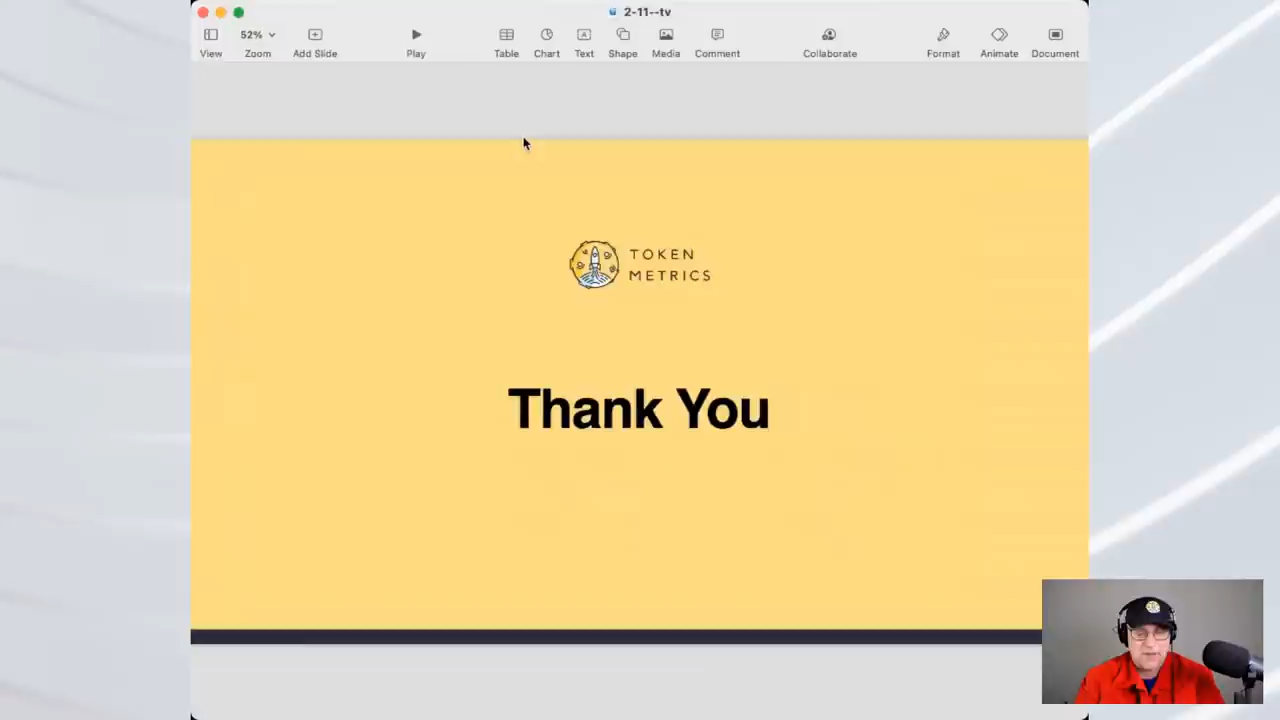 2-11--tv
52%
View
Zoom
Add Slide
Play
Table
Chart
Text
Shape
Media
Comment
Collaborate
Format
Animate
Document
TOKEN
METRICS
Thank You